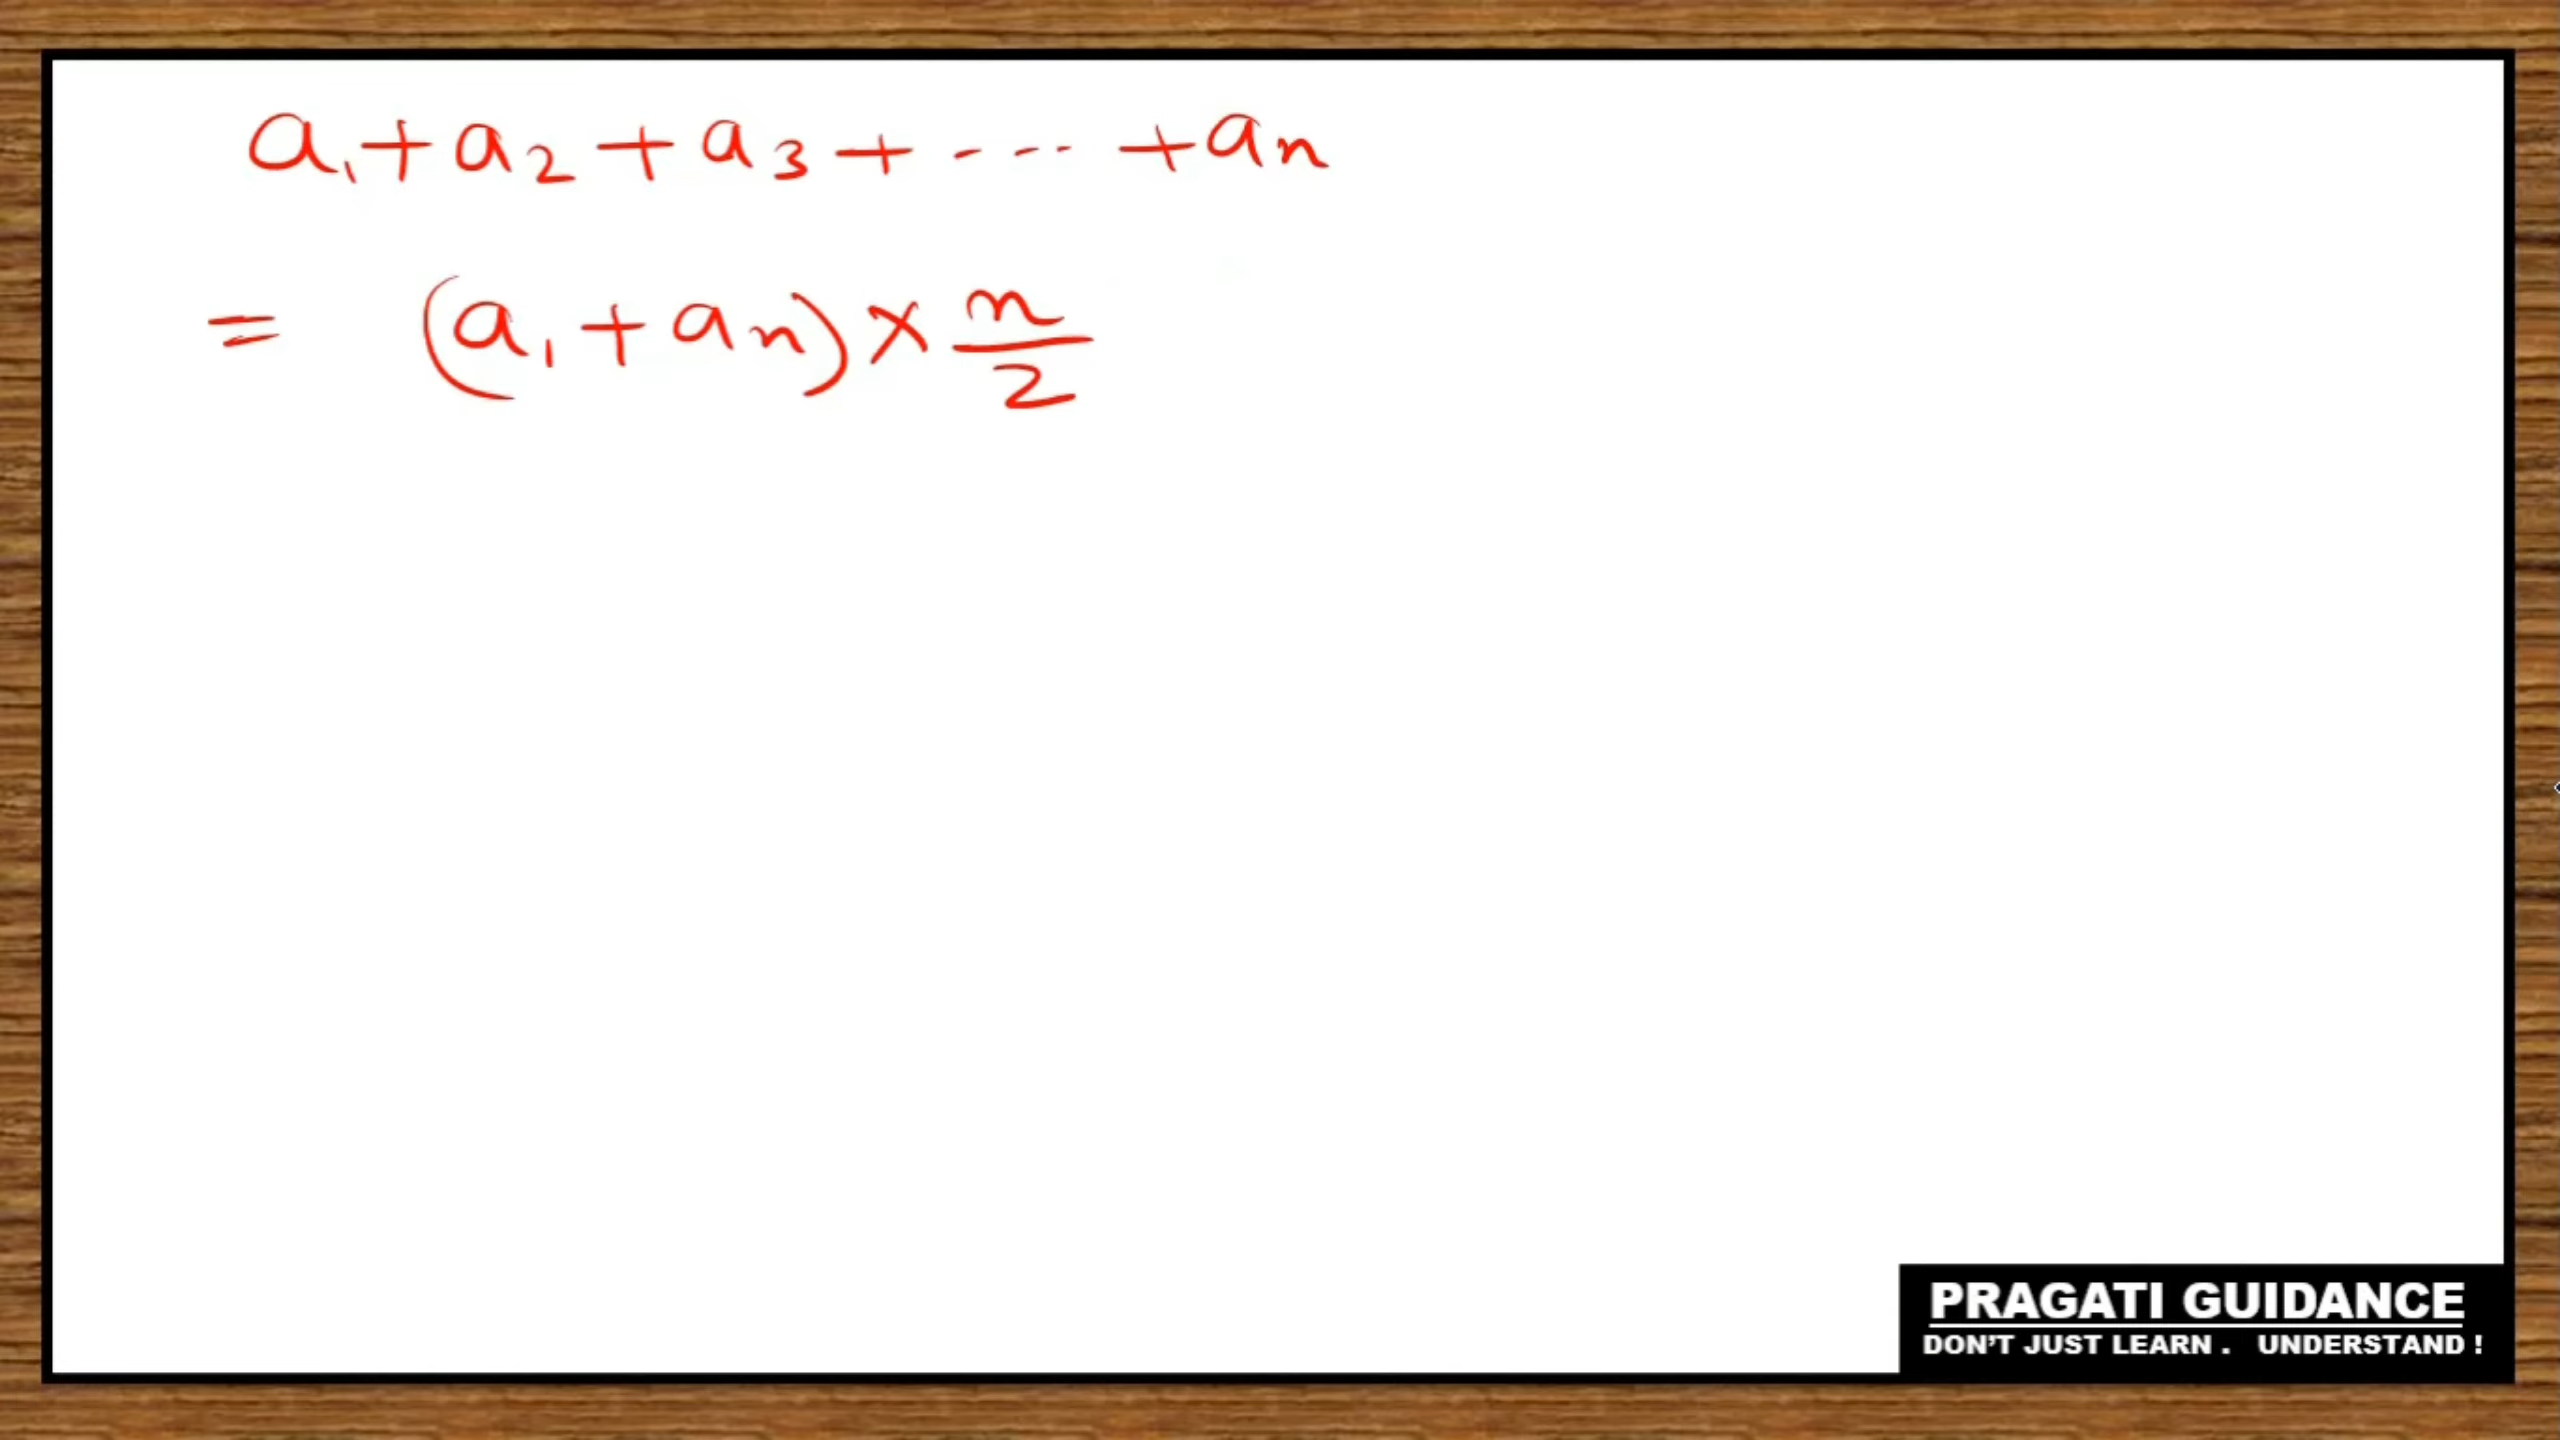 a₁ + a₂ + a₃ + --- + aₙ
= (a₁ + aₙ) × n/2
PRAGATI GUIDANCE
DON'T JUST LEARN . UNDERSTAND !